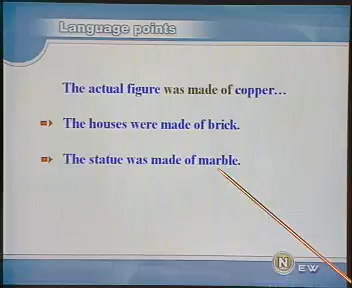 Language points
The actual figure was made of copper...
The houses were made of brick.
The statue was made of marble.
N EW